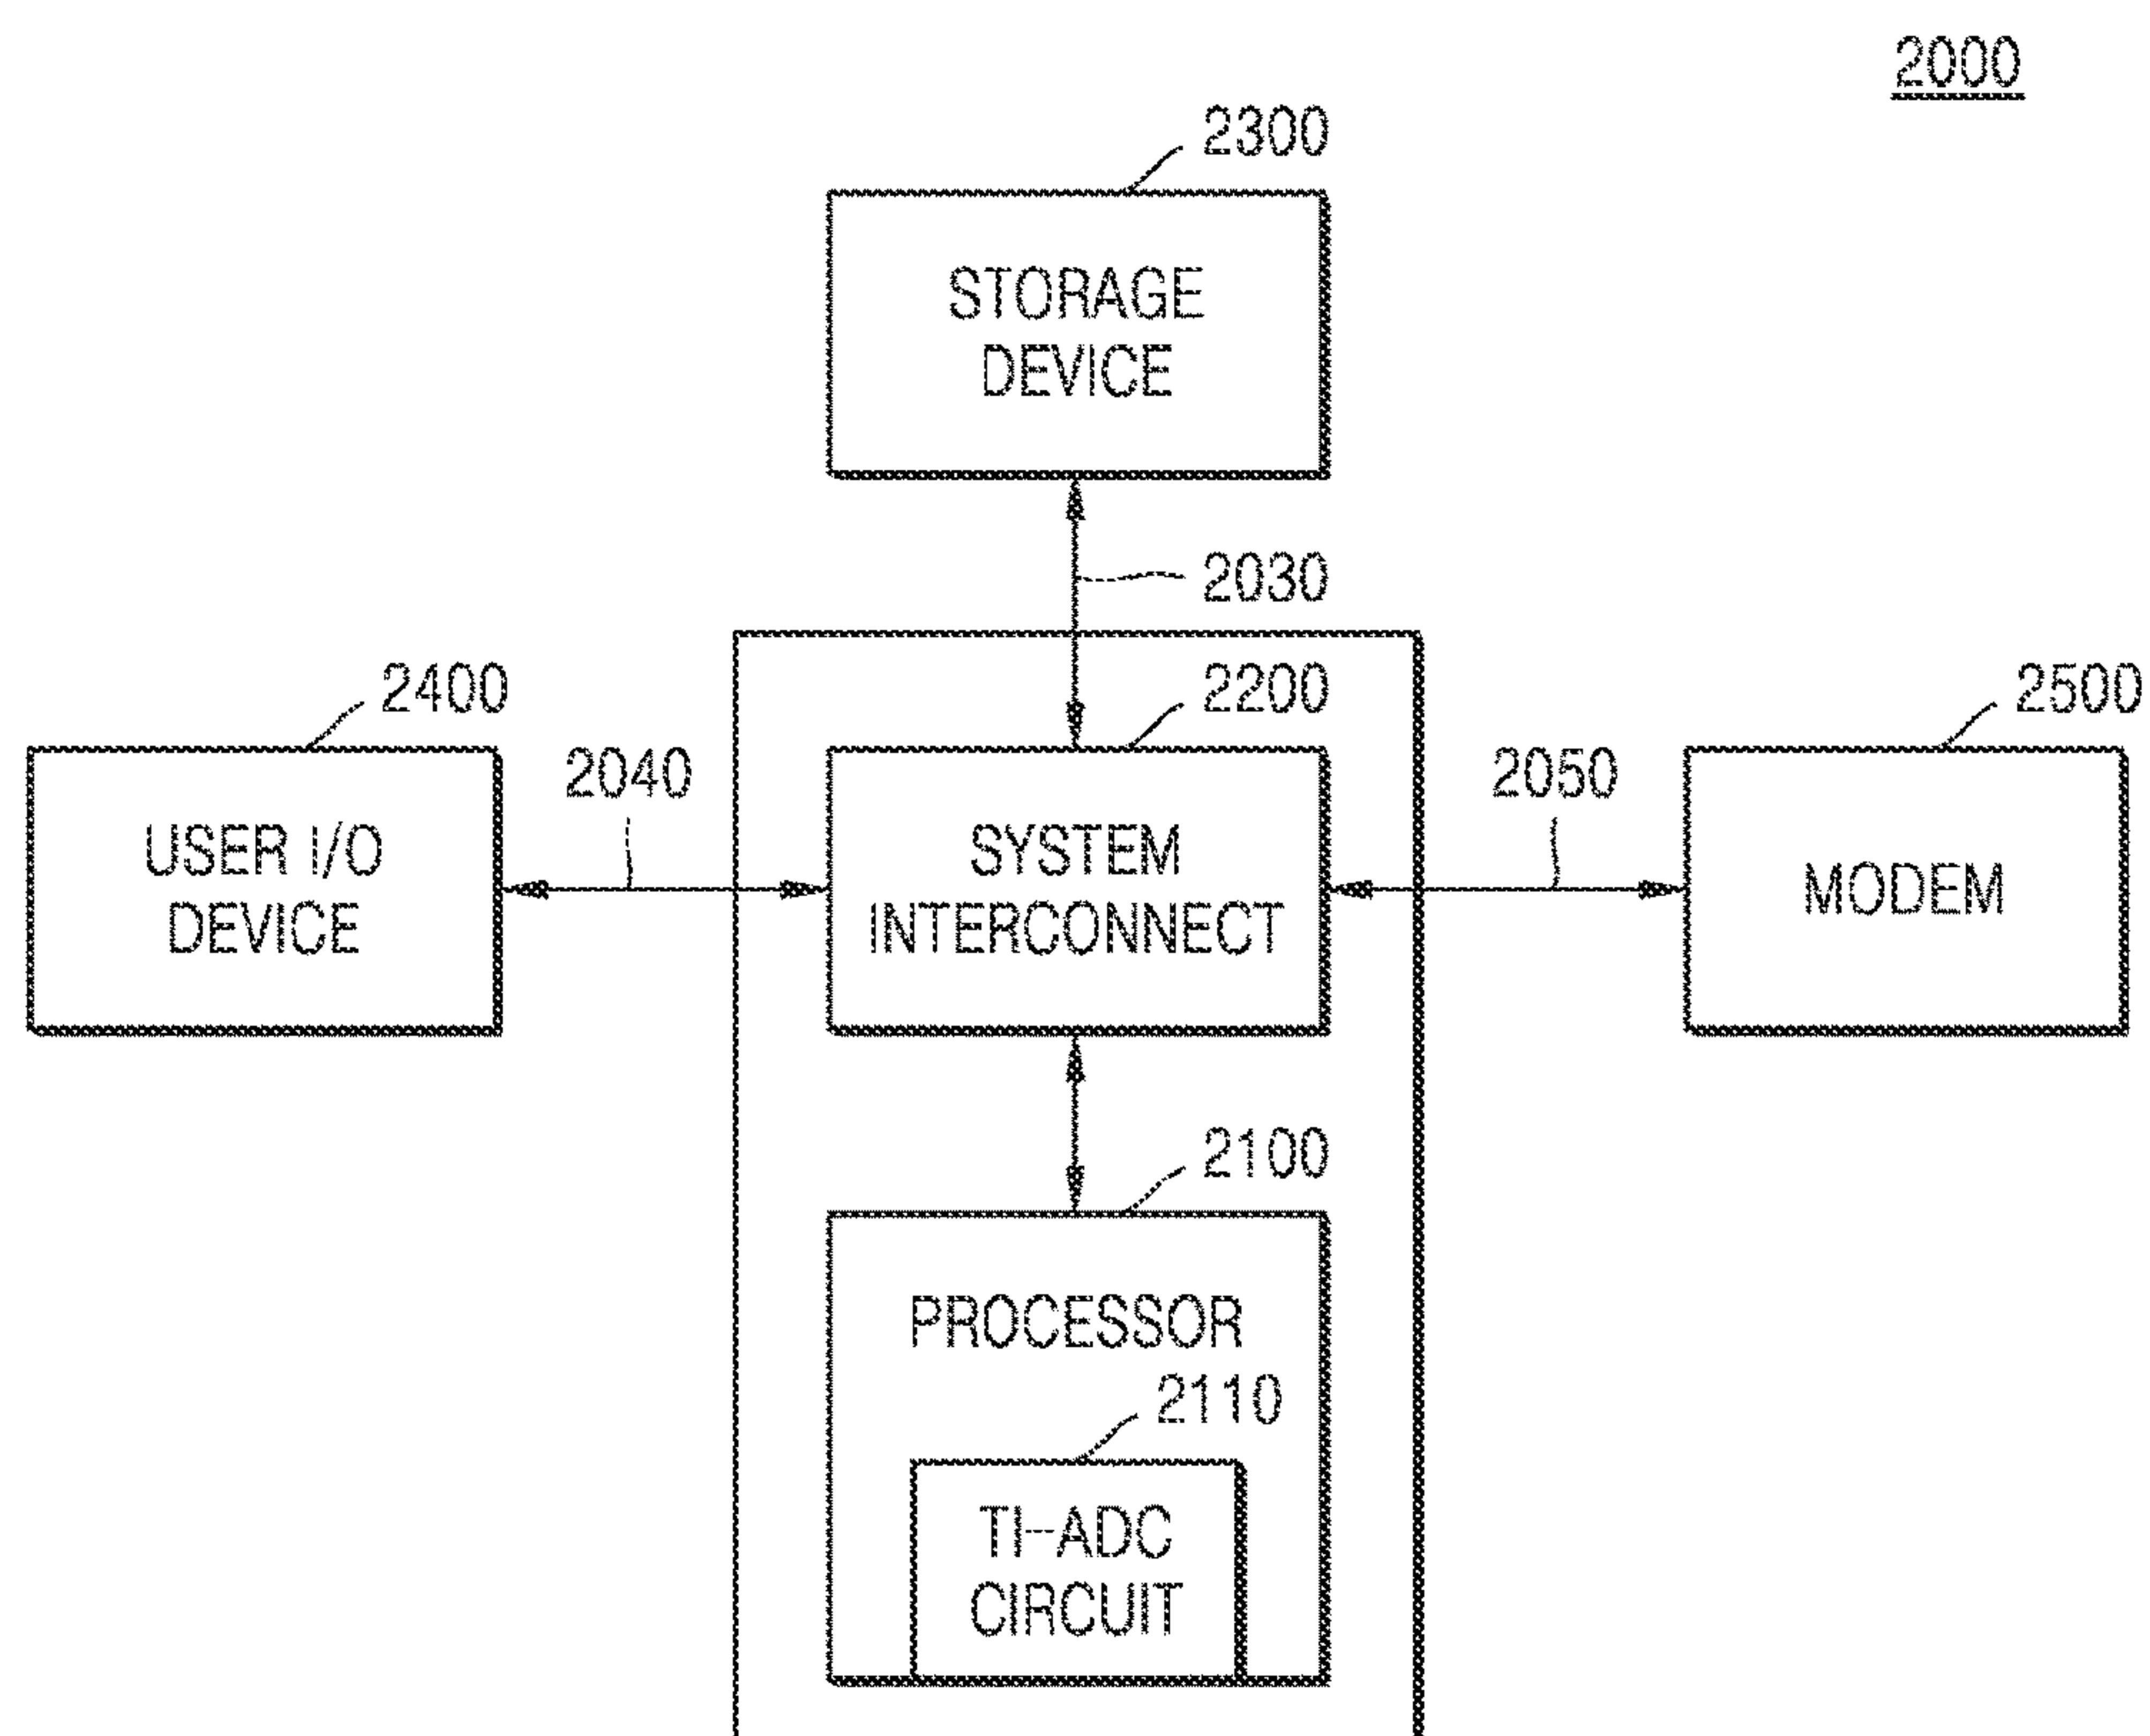 2000
2300
STORAGE
DEVICE
2030
2400
2200
2500
2040
2050
USER I/O
DEVICE
SYSTEM
INTERCONNECT
MODEM
2100
PROCESSOR
2110
TI-ADC
CIRCUIT